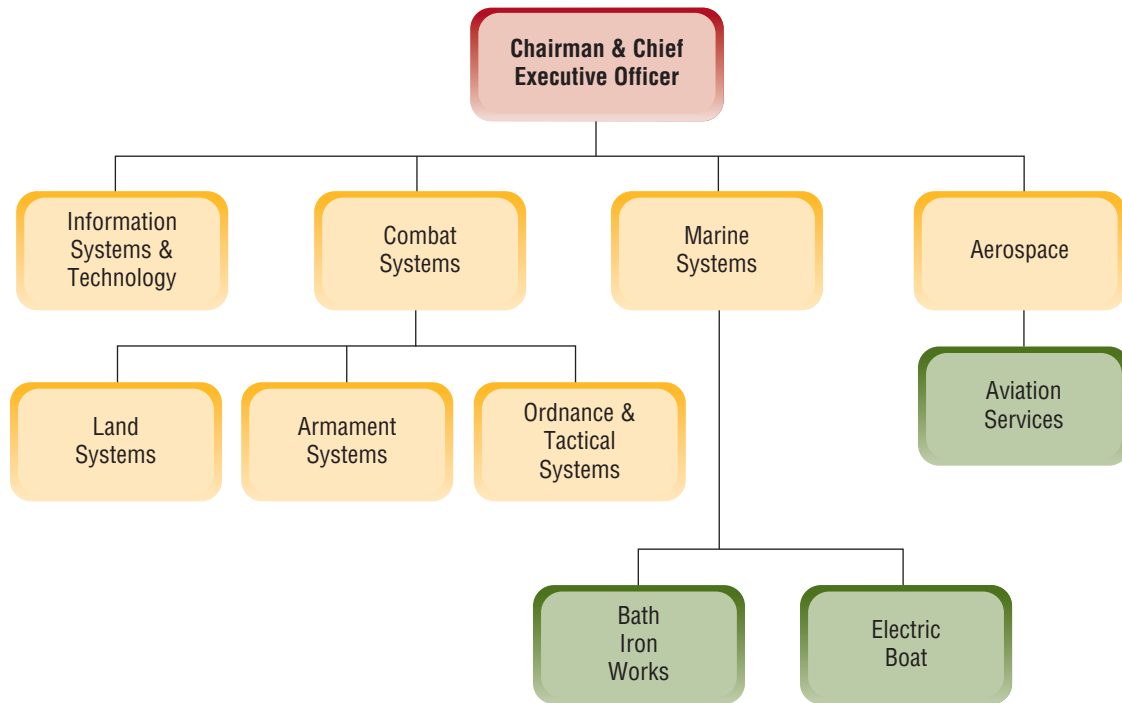 Chairman & Chief
Executive Officer
Information
Systems &
Technology
Combat
Systems
Marine
Systems
Aerospace
Land
Systems
Armament
Systems
Ordnance &
Tactical
Systems
Aviation
Services
Bath
Iron
Works
Electric
Boat